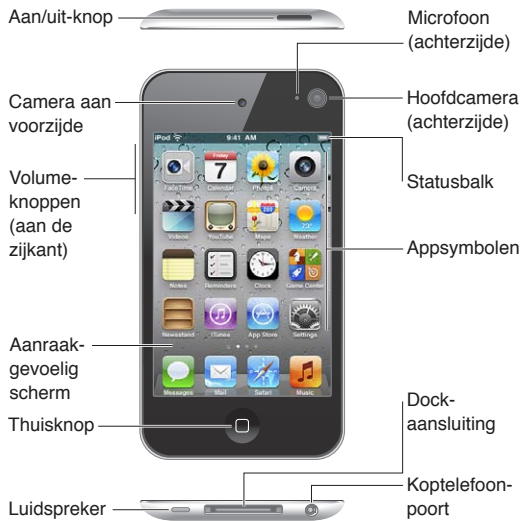 Aan/uit-knop
Microfoon
(achterzijde)
Camera aan
voorzijde
Hoofdcamera
(achterzijde)
iPod 9:41 AM
Volume-
knoppen
(aan de
zijkant)
Statusbalk
Friday
7
FaceTime Calendar Photos Camera
280
73°
Videos YouTube Maps Weather
Appsymbolen
Notes Reminders Clock Game Center
Newsstand iTunes App Store Settings
Aanraak-
gevoelig
scherm
Messages Mail Safari Music
Thuisknop
Dock-
aansluiting
Luidspreker
Koptelefoon-
poort